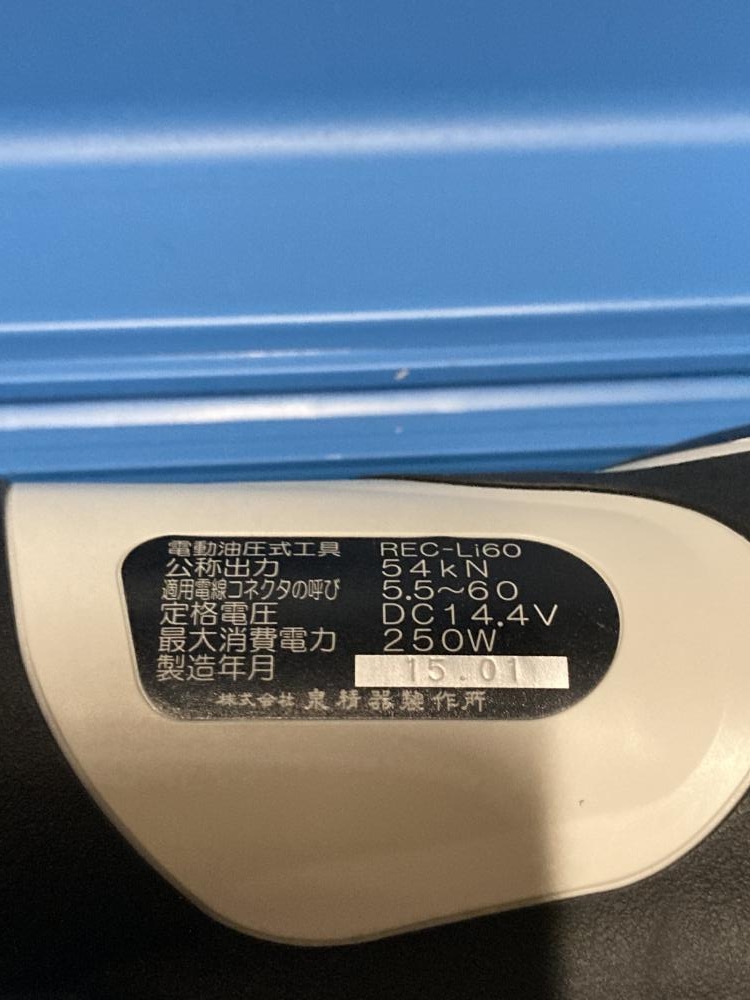 電動油圧式工具 REC-Li60
公称出力 54kN
適用電線コネクタの呼び 5.5～60
定格電圧 DC14.4V
最大消費電力 250W
製造年月 15.01
株式会社 泉精器製作所